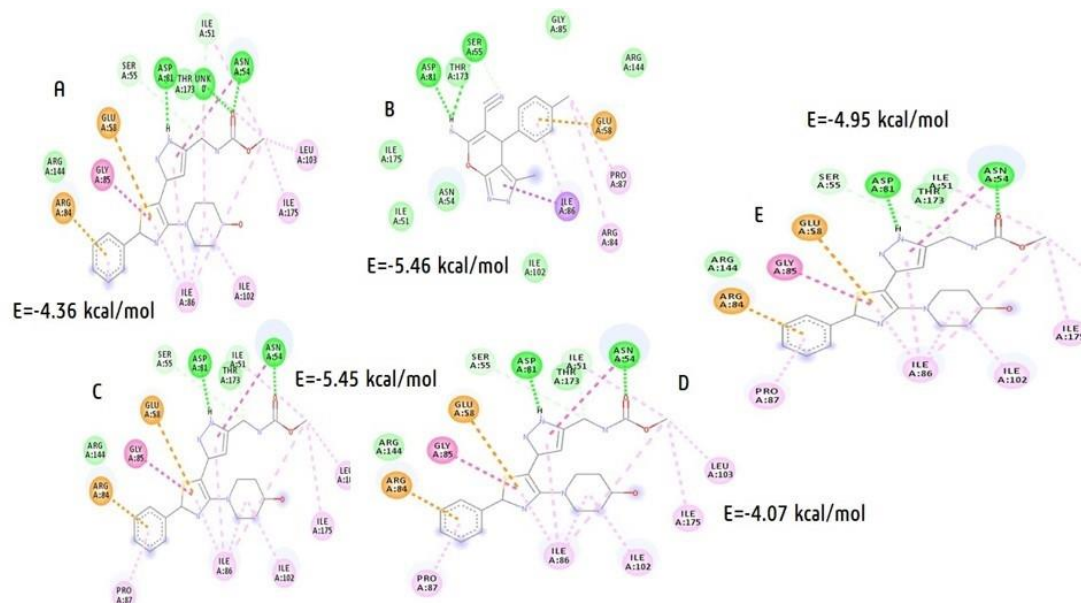 A
ILE
A:51
SER
A:55
ASP
A:81
THR
A:173
UNK
0
ASN
A:54
GLU
A:58
ARG
A:144
GLY
A:85
ARG
A:84
LEU
A:103
ILE
A:175
ILE
A:86
ILE
A:102
H
N
O
E=-4.36 kcal/mol
B
GLY
A:85
SER
A:55
ASP
A:81
THR
A:173
ARG
A:144
GLU
A:58
ILE
A:175
ASN
A:54
PRO
A:87
ILE
A:86
ILE
A:51
ARG
A:84
ILE
A:102
E=-5.46 kcal/mol
C
SER
A:55
ASP
A:81
ILE
A:51
THR
A:173
ASN
A:54
GLU
A:58
ARG
A:144
GLY
A:85
ARG
A:84
ILE
A:175
ILE
A:86
ILE
A:102
PRO
A:87
E=-5.45 kcal/mol
D
SER
A:55
ASP
A:81
ILE
A:51
THR
A:173
ASN
A:54
GLU
A:58
ARG
A:144
GLY
A:85
ARG
A:84
LEU
A:103
ILE
A:175
ILE
A:86
ILE
A:102
PRO
A:87
E=-4.07 kcal/mol
E=-4.95 kcal/mol
E
SER
A:55
ASP
A:81
ILE
A:51
THR
A:173
ASN
A:54
GLU
A:58
ARG
A:144
GLY
A:85
ARG
A:84
ILE
A:175
ILE
A:86
ILE
A:102
PRO
A:87